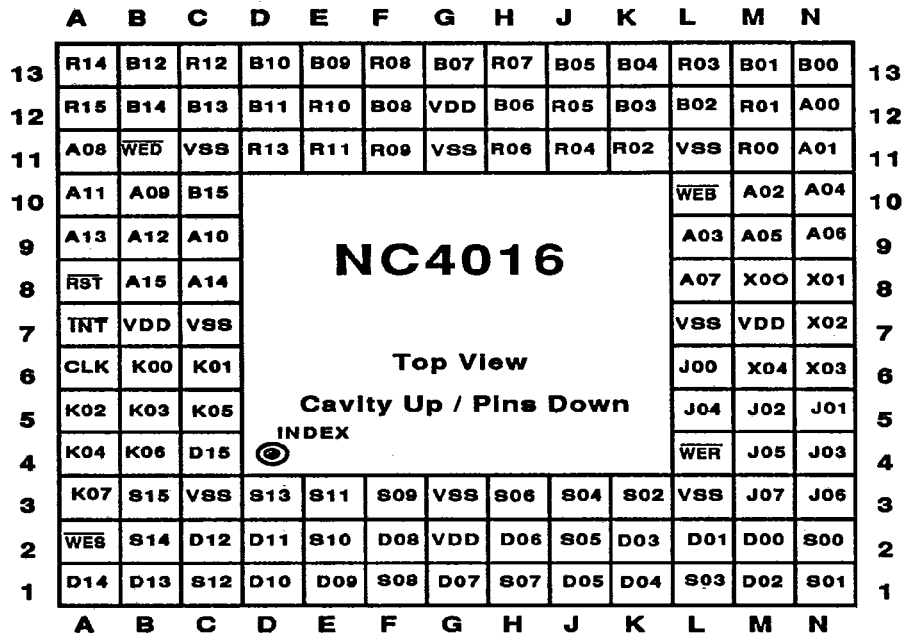 A B C D E F G H J K L M N
13 R14 B12 R12 B10 B09 R08 B07 R07 B05 B04 R03 B01 B00 13
12 R15 B14 B13 B11 R10 B08 VDD B06 R05 B03 B02 R01 A00 12
11 A08 WED VSS R13 R11 R09 VSS R06 R04 R02 VSS R00 A01 11
10 A11 A09 B15 WEB A02 A04 10
9 A13 A12 A10 NC4016 A03 A05 A06 9
8 RST A15 A14 A07 X00 X01 8
7 INT VDD VSS VSS VDD X02 7
6 CLK K00 K01 Top View J00 X04 X03 6
5 K02 K03 K05 Cavity Up / Pins Down J04 J02 J01 5
INDEX
4 K04 K06 D15 WER J05 J03 4
3 K07 S15 VSS S13 S11 S09 VSS S06 S04 S02 VSS J07 J06 3
2 WES S14 D12 D11 S10 D08 VDD D06 S05 D03 D01 D00 S00 2
1 D14 D13 S12 D10 D09 S08 D07 S07 D05 D04 S03 D02 S01 1
A B C D E F G H J K L M N